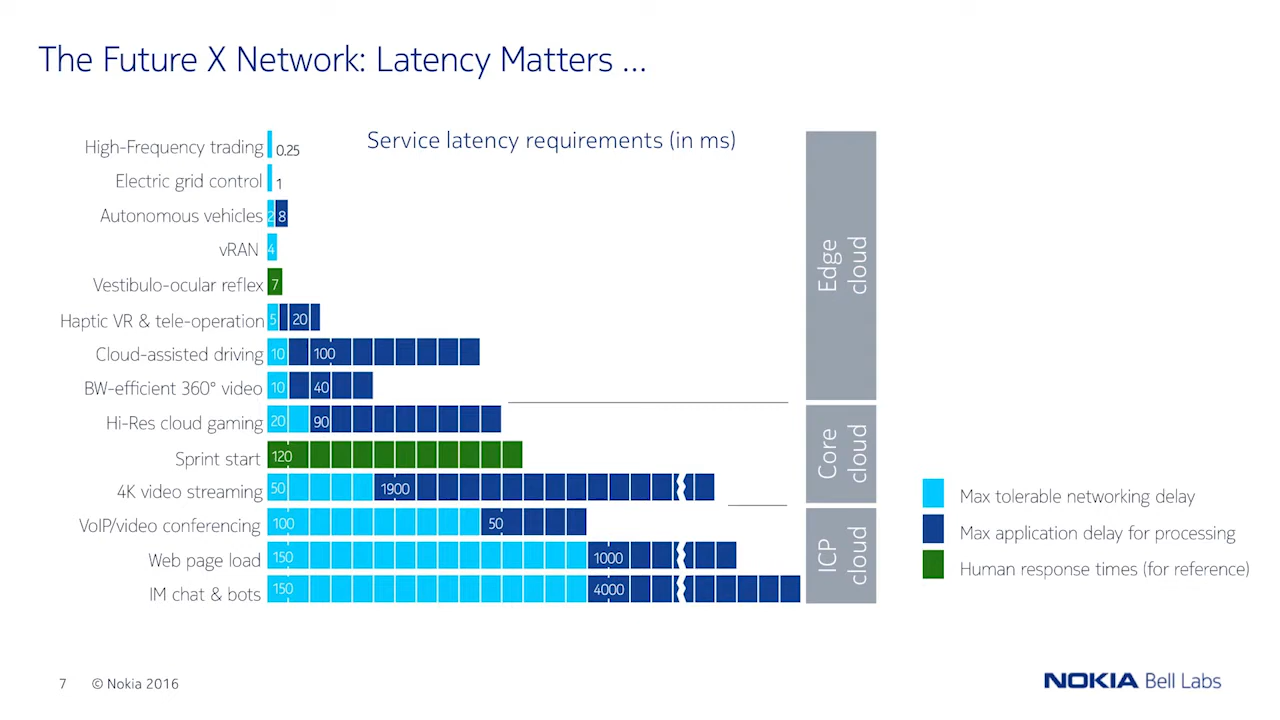 The Future X Network: Latency Matters ...
Service latency requirements (in ms)
High-Frequency trading 0.25
Electric grid control 1
Autonomous vehicles 2 8
vRAN 4
Vestibulo-ocular reflex 7
Haptic VR & tele-operation 5 20
Cloud-assisted driving 10 100
BW-efficient 360° video 10 40
Hi-Res cloud gaming 20 90
Sprint start 120
4K video streaming 50 1900
VoIP/video conferencing 100 50
Web page load 150 1000
IM chat & bots 150 4000
Edge
cloud
Core
cloud
ICP
cloud
Max tolerable networking delay
Max application delay for processing
Human response times (for reference)
7 © Nokia 2016
NOKIA Bell Labs